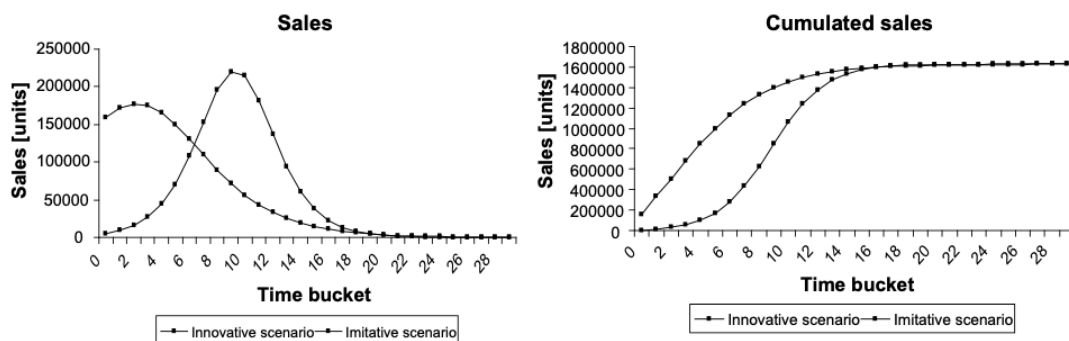 Sales
Sales [units]
250000
200000
150000
100000
50000
0
0 2 4 6 8 10 12 14 16 18 20 22 24 26 28
Time bucket
Innovative scenario Imitative scenario
Cumulated sales
Sales [units]
1800000
1600000
1400000
1200000
1000000
800000
600000
400000
200000
0
0 2 4 6 8 10 12 14 16 18 20 22 24 26 28
Time bucket
Innovative scenario Imitative scenario